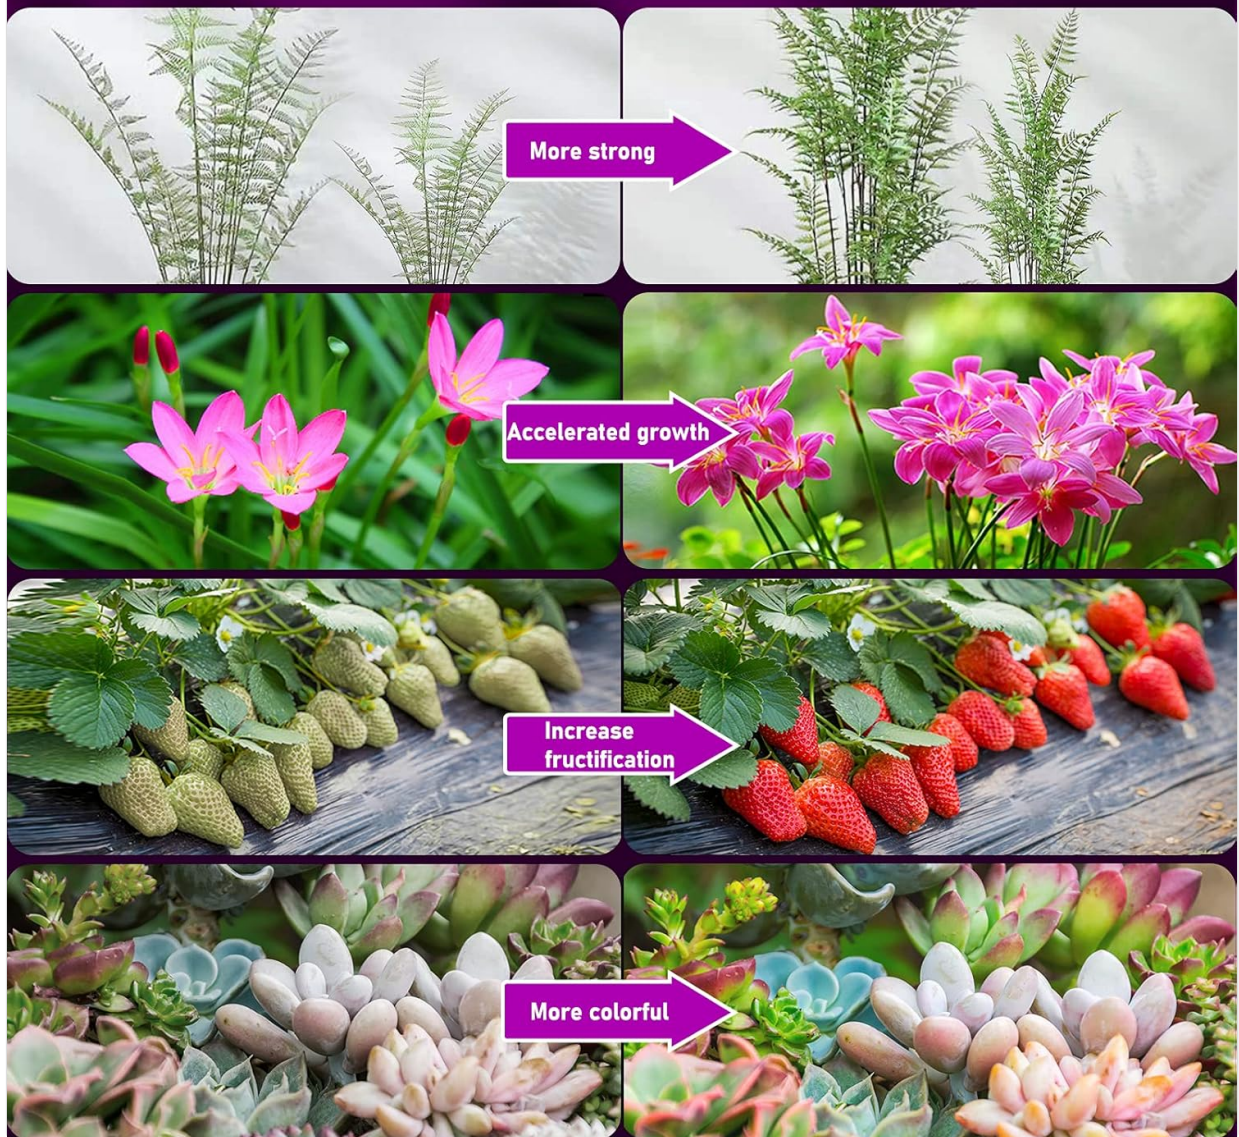 More strong
Accelerated growth
Increase
fructification
More colorful